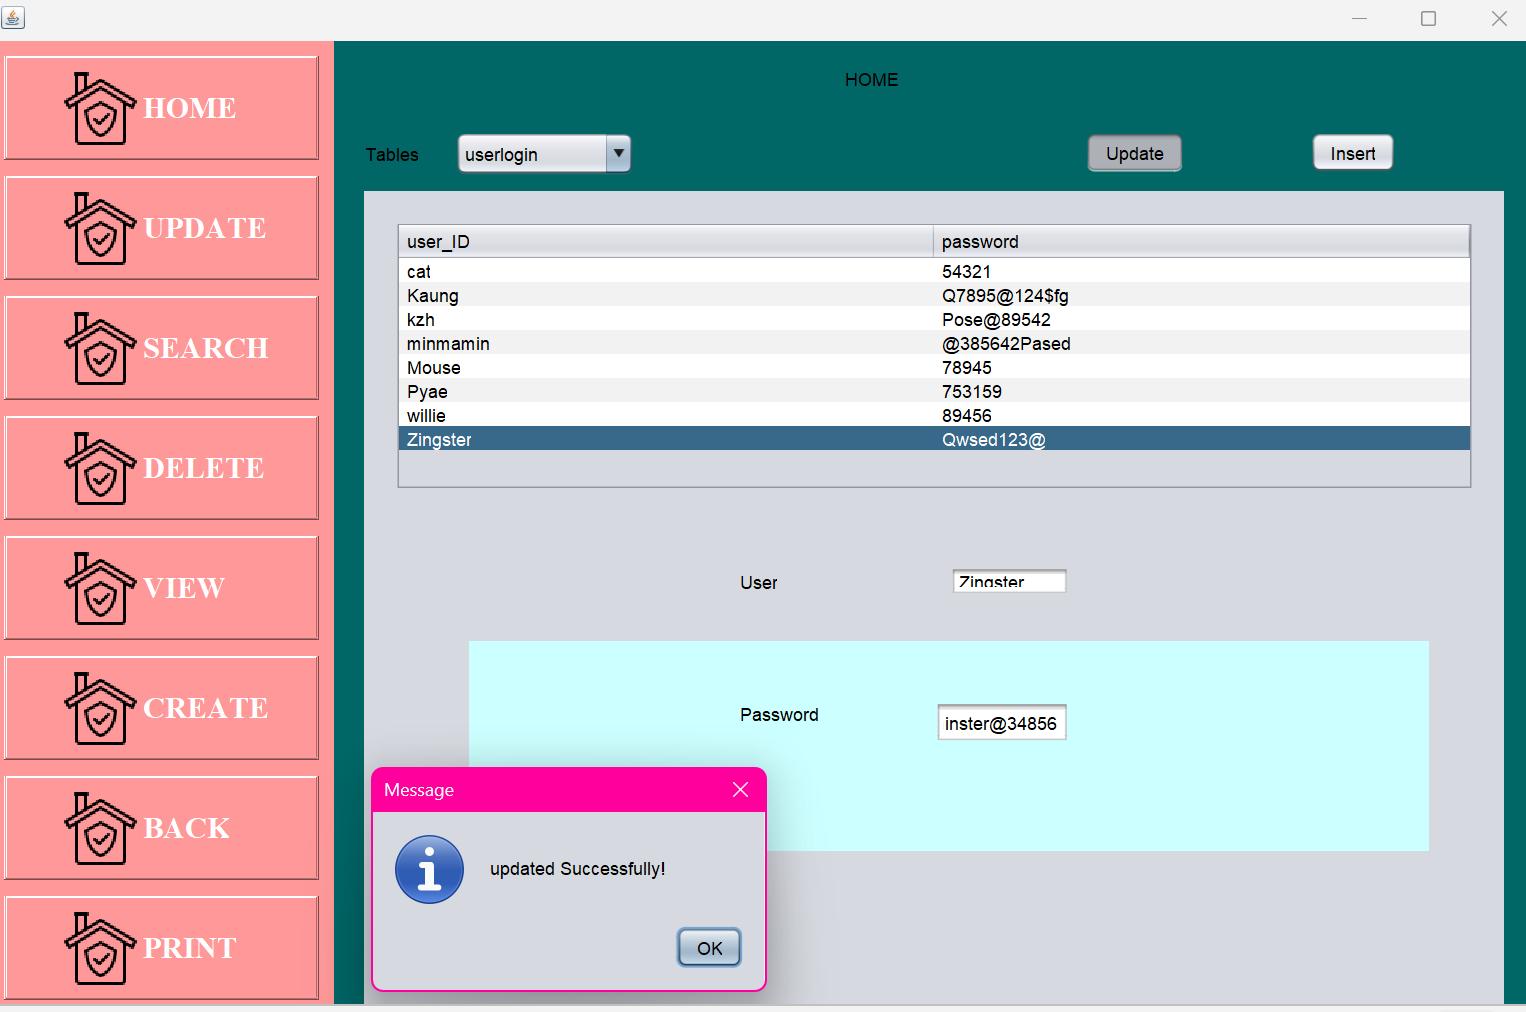 HOME
UPDATE
SEARCH
DELETE
VIEW
CREATE
BACK
PRINT
HOME
Tables userlogin Update Insert
user_ID password
cat 54321
Kaung Q7895@124$fg
kzh Pose@89542
minmamin @385642Pased
Mouse 78945
Pyae 753159
willie 89456
Zingster Qwsed123@
User Zingster
Password inster@34856
Message
updated Successfully!
OK